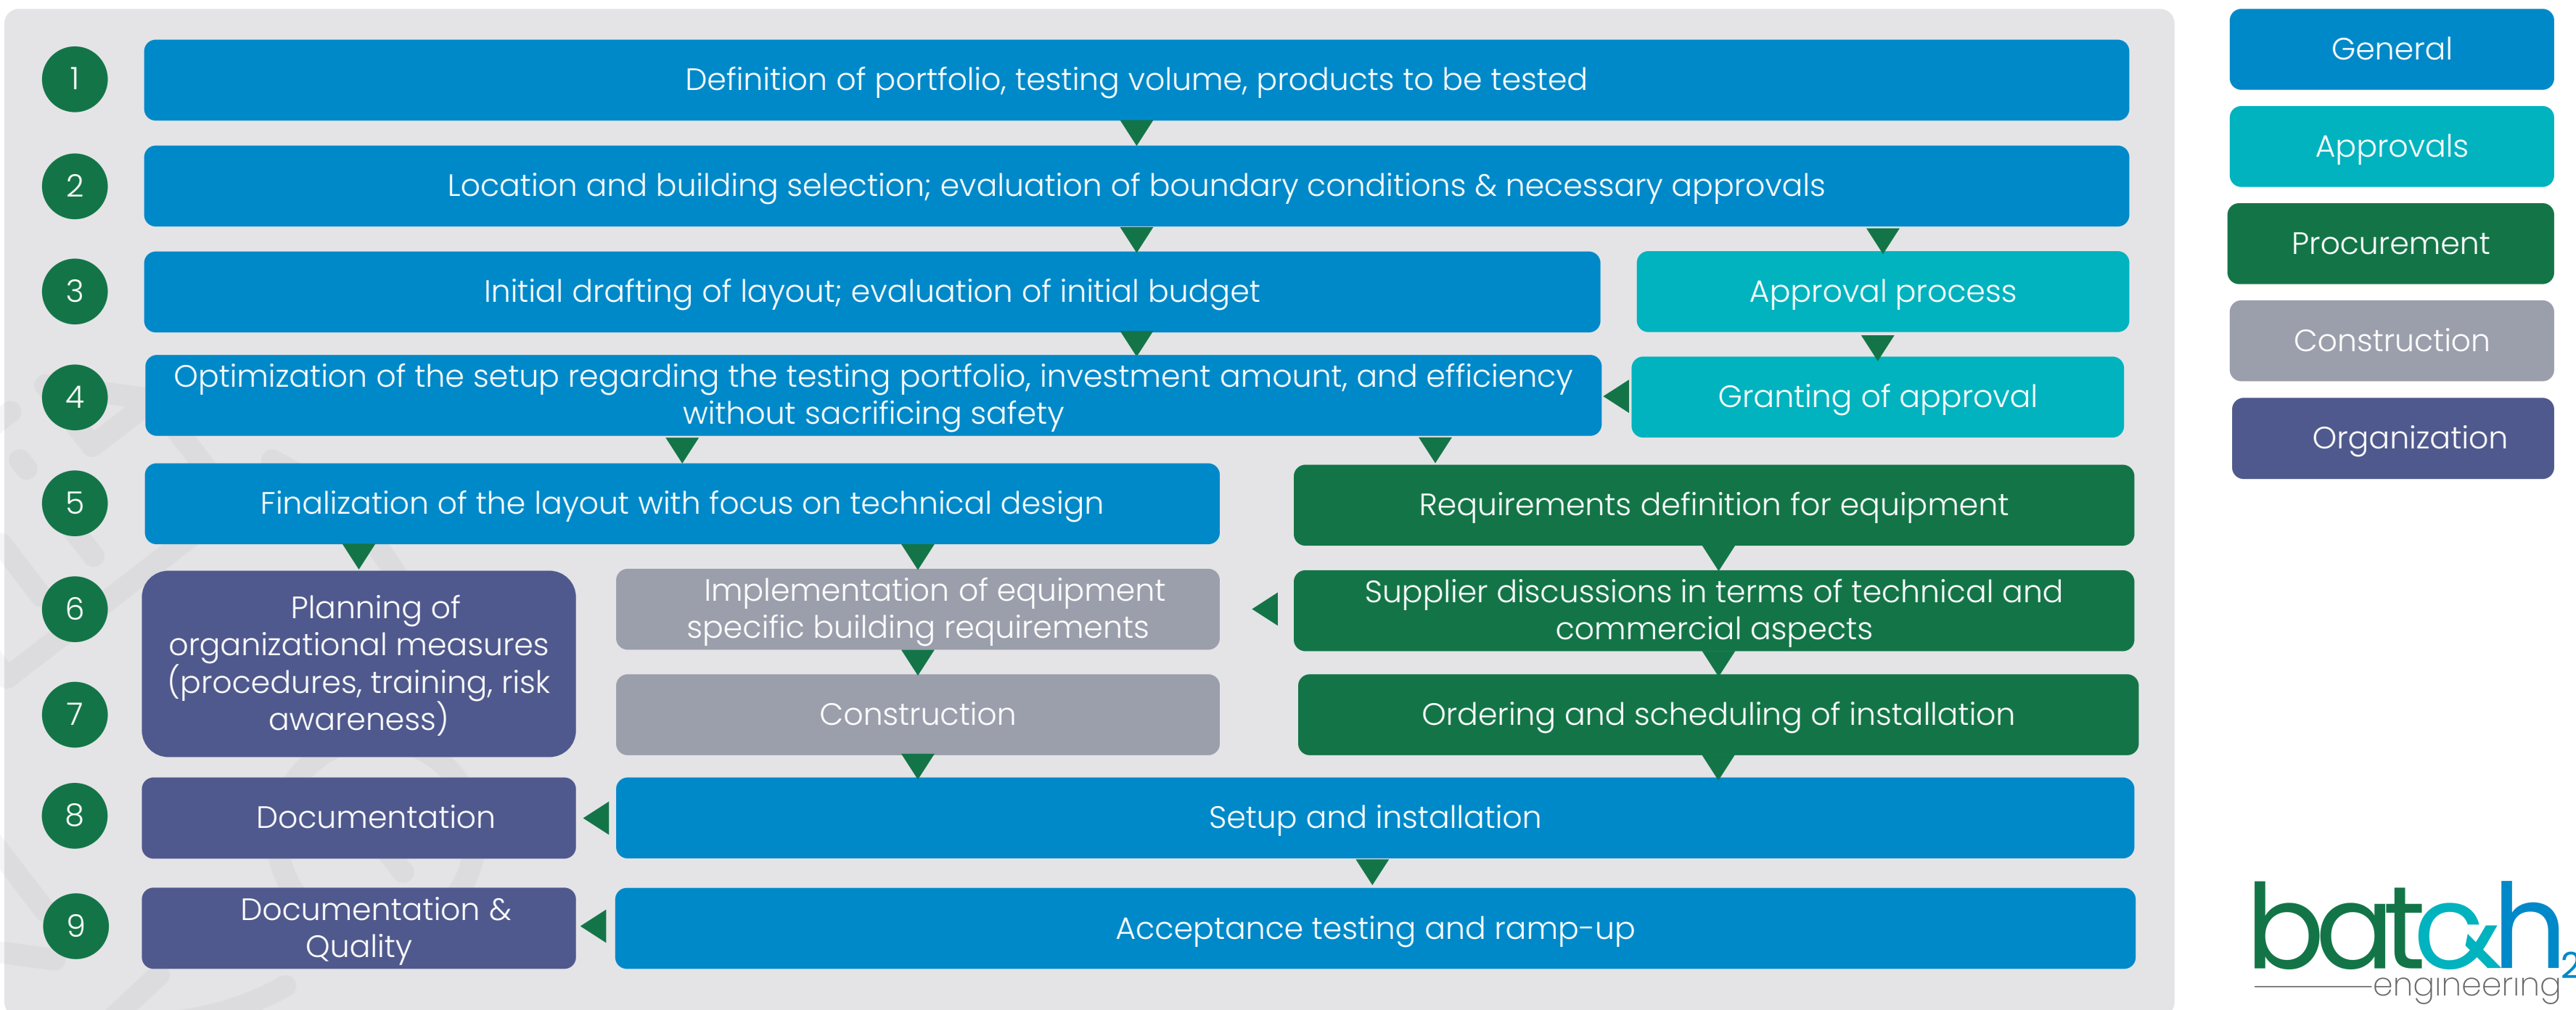 1
Definition of portfolio, testing volume, products to be tested
2
Location and building selection; evaluation of boundary conditions & necessary approvals
3
Initial drafting of layout; evaluation of initial budget
Approval process
4
Optimization of the setup regarding the testing portfolio, investment amount, and efficiency
without sacrificing safety
Granting of approval
5
Finalization of the layout with focus on technical design
Requirements definition for equipment
6
Planning of
organizational measures
(procedures, training, risk
awareness)
Implementation of equipment
specific building requirements
Supplier discussions in terms of technical and
commercial aspects
7
Construction
Ordering and scheduling of installation
8
Documentation
Setup and installation
9
Documentation &
Quality
Acceptance testing and ramp-up
General
Approvals
Procurement
Construction
Organization
batch2
engineering